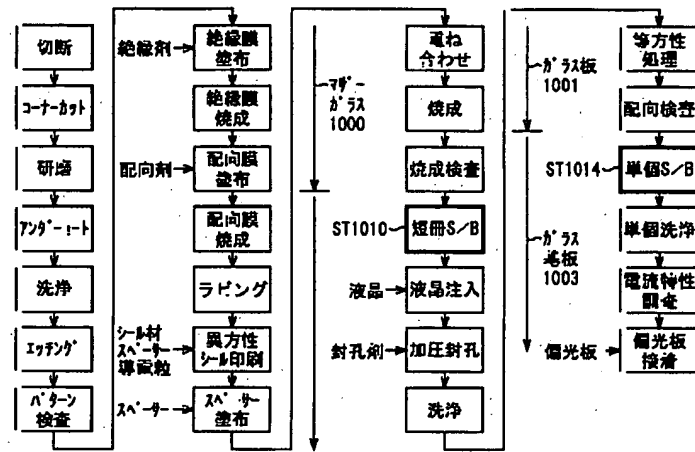 切断
コーナーカット
研磨
アンダーコート
洗浄
エッチング
パターン
検査
絶縁剤
絶縁膜
塗布
絶縁膜
焼成
配向剤
配向膜
塗布
配向膜
焼成
ラビング
シール材
スペーサー
導電粒
異方性
シール印刷
スペーサー
スペーサー
塗布
マザー
ガラス
1000
重ね
合わせ
焼成
焼成検査
ST1010
短冊S/B
液晶
液晶注入
封孔剤
加圧封孔
洗浄
ガラス板
1001
ガラス
基板
1003
等方性
処理
配向検査
ST1014
単個S/B
単個洗浄
電流特性
調査
偏光板
偏光板
接着